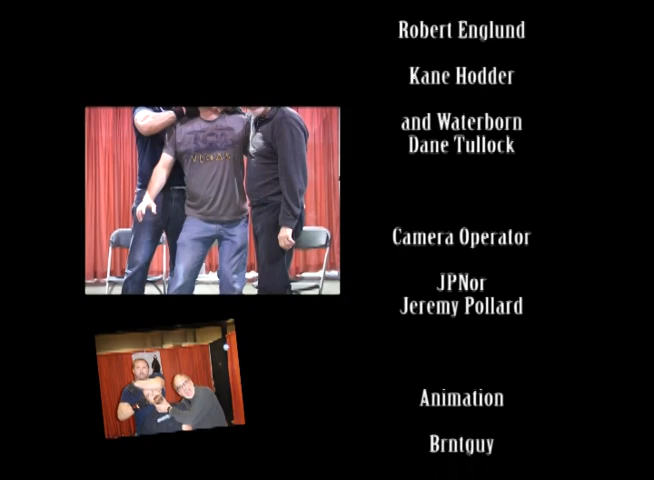 Robert Englund
Kane Hodder
and Waterborn
Dane Tullock
Camera Operator
JPNor
Jeremy Pollard
Animation
Brntguy